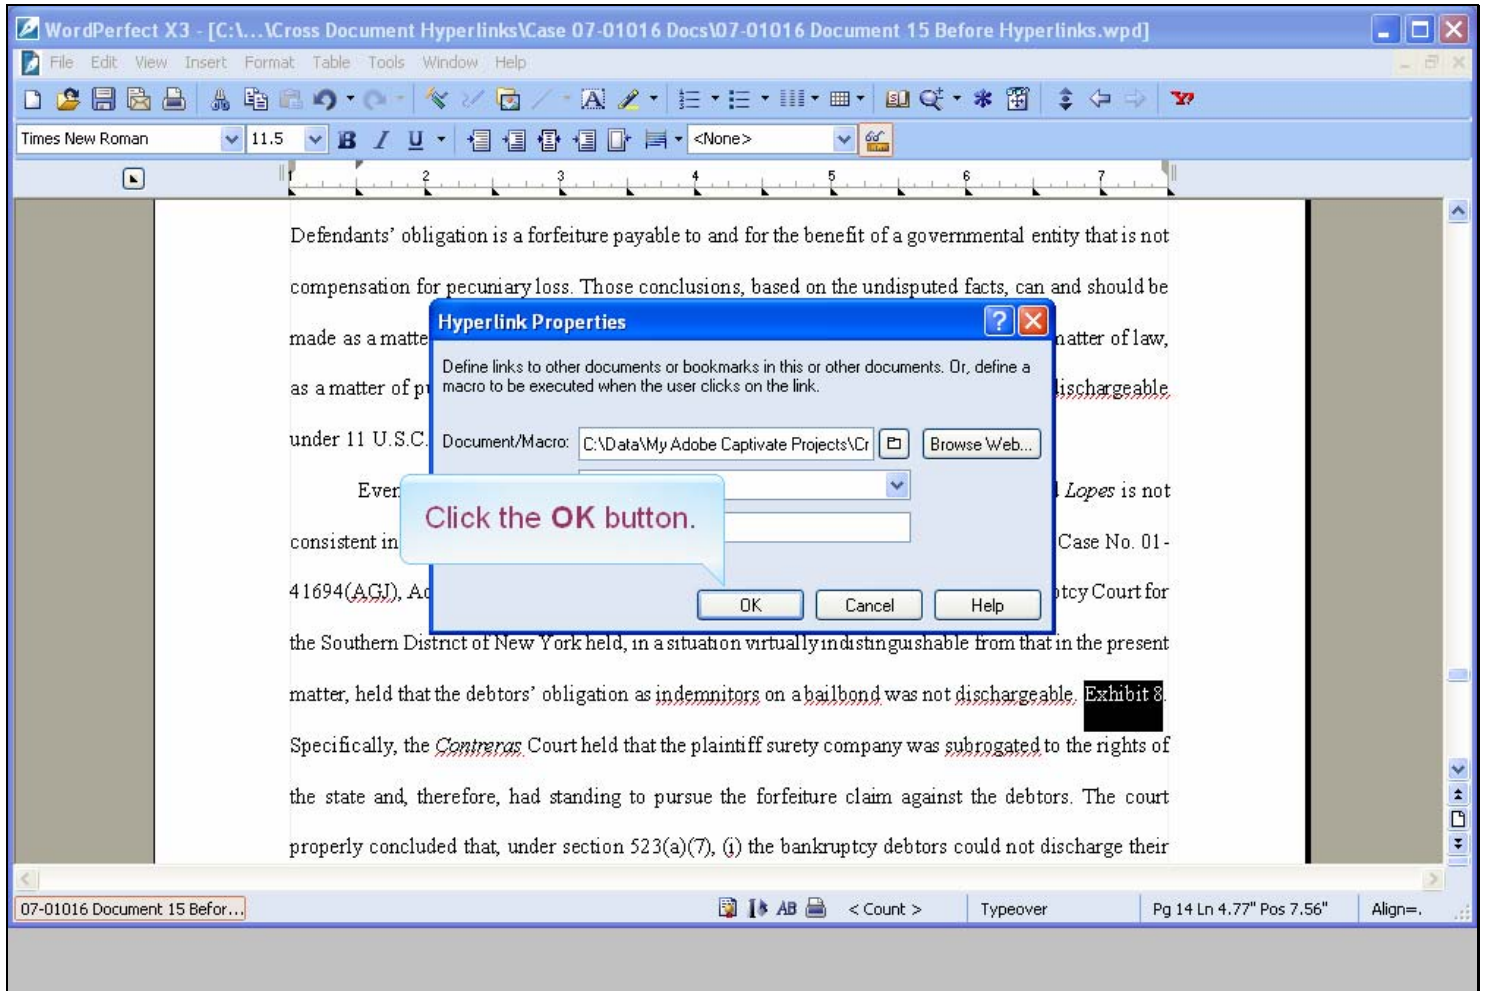 WordPerfect X3 - [C:\...\Cross Document Hyperlinks\Case 07-01016 Docs\07-01016 Document 15 Before Hyperlinks.wpd]
File Edit View Insert Format Table Tools Window Help
Times New Roman 11.5 B I U <None>
1 2 3 4 5 6 7
Defendants’ obligation is a forfeiture payable to and for the benefit of a governmental entity that is not
compensation for pecuniary loss. Those conclusions, based on the undisputed facts, can and should be
made as a matte natter of law,
as a matter of p lischargeable
under 11 U.S.C.
Hyperlink Properties
Define links to other documents or bookmarks in this or other documents. Or, define a
macro to be executed when the user clicks on the link.
Document/Macro: C:\Data\My Adobe Captivate Projects\Cr Browse Web...
Click the OK button.
OK Cancel Help
Ever Lopes is not
consistent in Case No. 01-
41694(AGJ), Ad tcy Court for
the Southern District of New York held, in a situation virtually indistinguishable from that in the present
matter, held that the debtors’ obligation as indemnitors on a bailbond was not dischargeable. Exhibit 8.
Specifically, the Contreras Court held that the plaintiff surety company was subrogated to the rights of
the state and, therefore, had standing to pursue the forfeiture claim against the debtors. The court
properly concluded that, under section 523(a)(7), (i) the bankruptcy debtors could not discharge their
07-01016 Document 15 Befor... AB < Count > Typeover Pg 14 Ln 4.77" Pos 7.56" Align=.